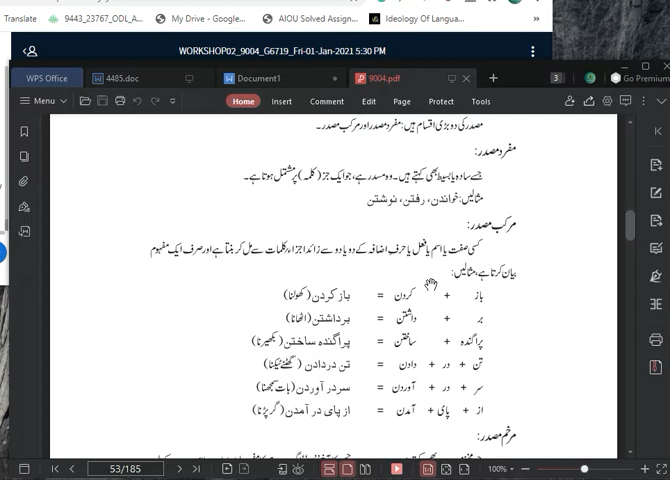 Translate 9443_23767_ODL_A... My Drive - Google... AIOU Solved Assign... Ideology Of Langua... »
WORKSHOP02_9004_G6719_Fri-01-Jan-2021 5:30 PM
WPS Office 4485.doc Document1 9004.pdf 3 Go Premium
Menu Home Insert Comment Edit Page Protect Tools
مصدر کی دو بڑی اقسام ہیں: مفرد مصدر اور مرکب مصدر۔
مفرد مصدر:
جسے سادہ یا بسیط بھی کہتے ہیں۔ وہ مسدر ہے، جو ایک جز (کلمہ) پر مشتمل ہوتا ہے۔
مثالیں: خواندن، رفتن، نوشتن
مرکب مصدر:
کسی صفت یا اسم یا فعل یا حرفِ اضافہ کے دو یا دو سے زائد اجزاء رکلمات سے مل کر بنتا ہے اور صرف ایک مفہوم
بیان کرتا ہے، مثالیں:
باز + کردن = باز کردن (کھولنا)
بر + داشتن = برداشتن (اٹھانا)
پراگندہ + ساختن = پراگندہ ساختن (بکھیرنا)
تن + در + دادن = تن در دادن (گھٹنے ٹیکنا)
سر + در + آوردن = سر در آوردن (بات سمجھنا)
از + پای + آمدن = از پای در آمدن (گر پڑنا)
مرخم مصدر:
53/185 100%